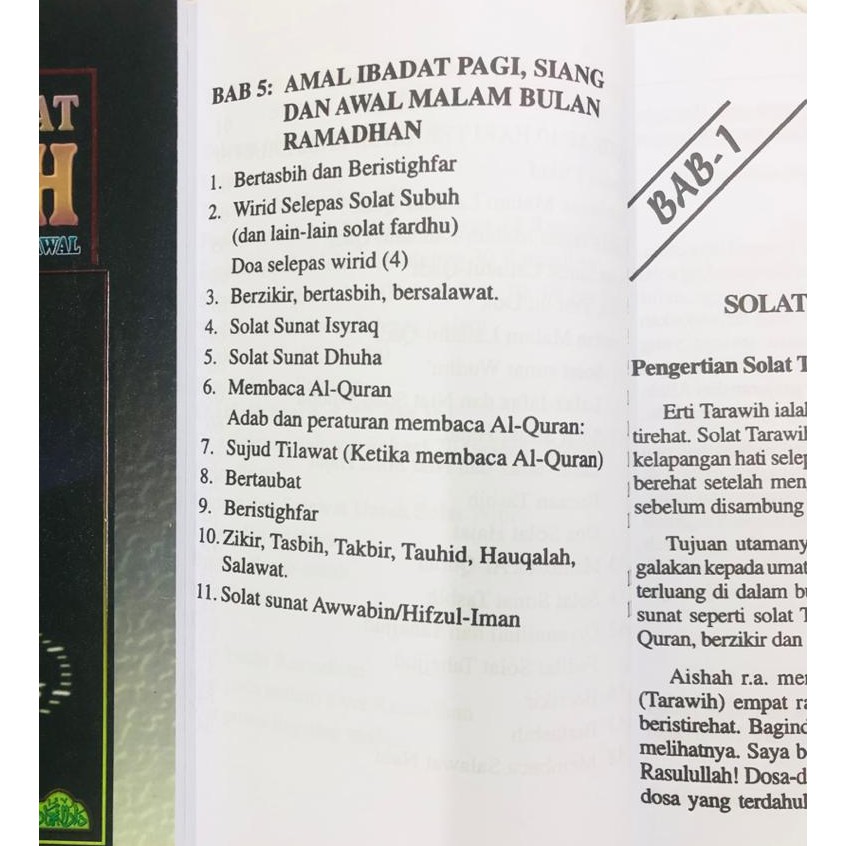 AT
H
WAL
BAB 5: AMAL IBADAT PAGI, SIANG
DAN AWAL MALAM BULAN
RAMADHAN
1. Bertasbih dan Beristighfar
2. Wirid Selepas Solat Subuh
(dan lain-lain solat fardhu)
Doa selepas wirid (4)
3. Berzikir, bertasbih, bersalawat.
4. Solat Sunat Isyraq
5. Solat Sunat Dhuha
6. Membaca Al-Quran
Adab dan peraturan membaca Al-Quran:
7. Sujud Tilawat (Ketika membaca Al-Quran)
8. Bertaubat
9. Beristighfar
10. Zikir, Tasbih, Takbir, Tauhid, Hauqalah,
Salawat.
11. Solat sunat Awwabin/Hifzul-Iman
BAB-1
SOLAT
Pengertian Solat T
Erti Tarawih ialal
tirehat. Solat Tarawil
kelapangan hati selep
berehat setelah men
sebelum disambung
Tujuan utamany
galakan kepada umat
terluang di dalam bu
sunat seperti solat T
Quran, berzikir dan
Aishah r.a. mer
(Tarawih) empat ra
beristirehat. Bagind
melihatnya. Saya b
Rasulullah! Dosa-d
dosa yang terdahul